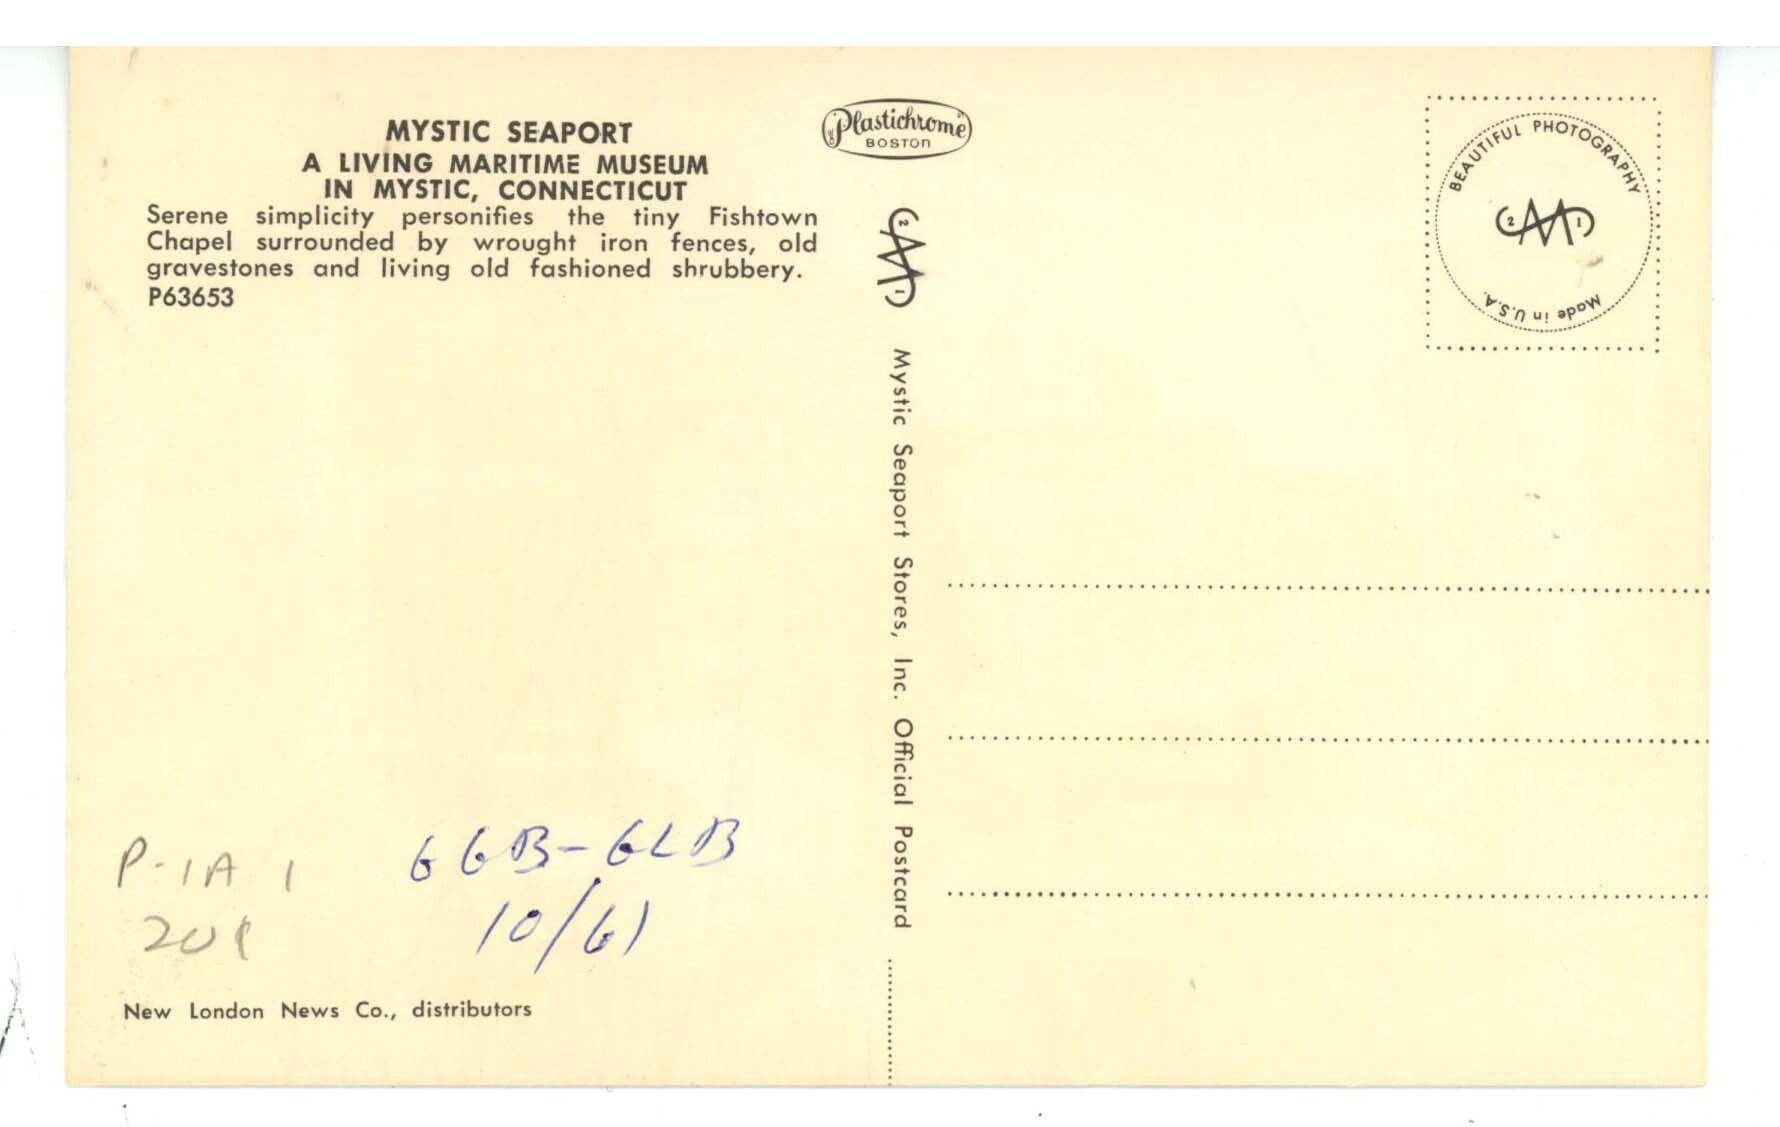 MYSTIC SEAPORT
A LIVING MARITIME MUSEUM
IN MYSTIC, CONNECTICUT
Serene simplicity personifies the tiny Fishtown
Chapel surrounded by wrought iron fences, old
gravestones and living old fashioned shrubbery.
P63653
Plastichrome
BOSTON
Mystic Seaport Stores, Inc. Official Postcard
BEAUTIFUL PHOTOGRAPHY
Made in U.S.A.
P-1A 1
GGB-GLB
10/61
New London News Co., distributors